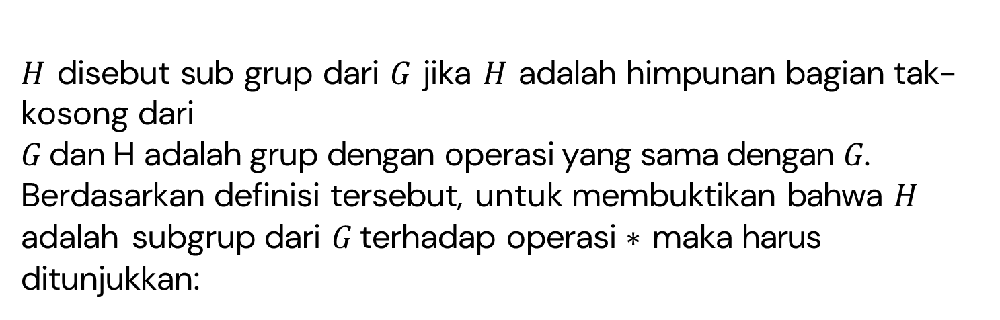 H disebut sub grup dari G jika H adalah himpunan bagian tak-
kosong dari
G dan H adalah grup dengan operasi yang sama dengan G.
Berdasarkan definisi tersebut, untuk membuktikan bahwa H
adalah subgrup dari G terhadap operasi * maka harus
ditunjukkan: